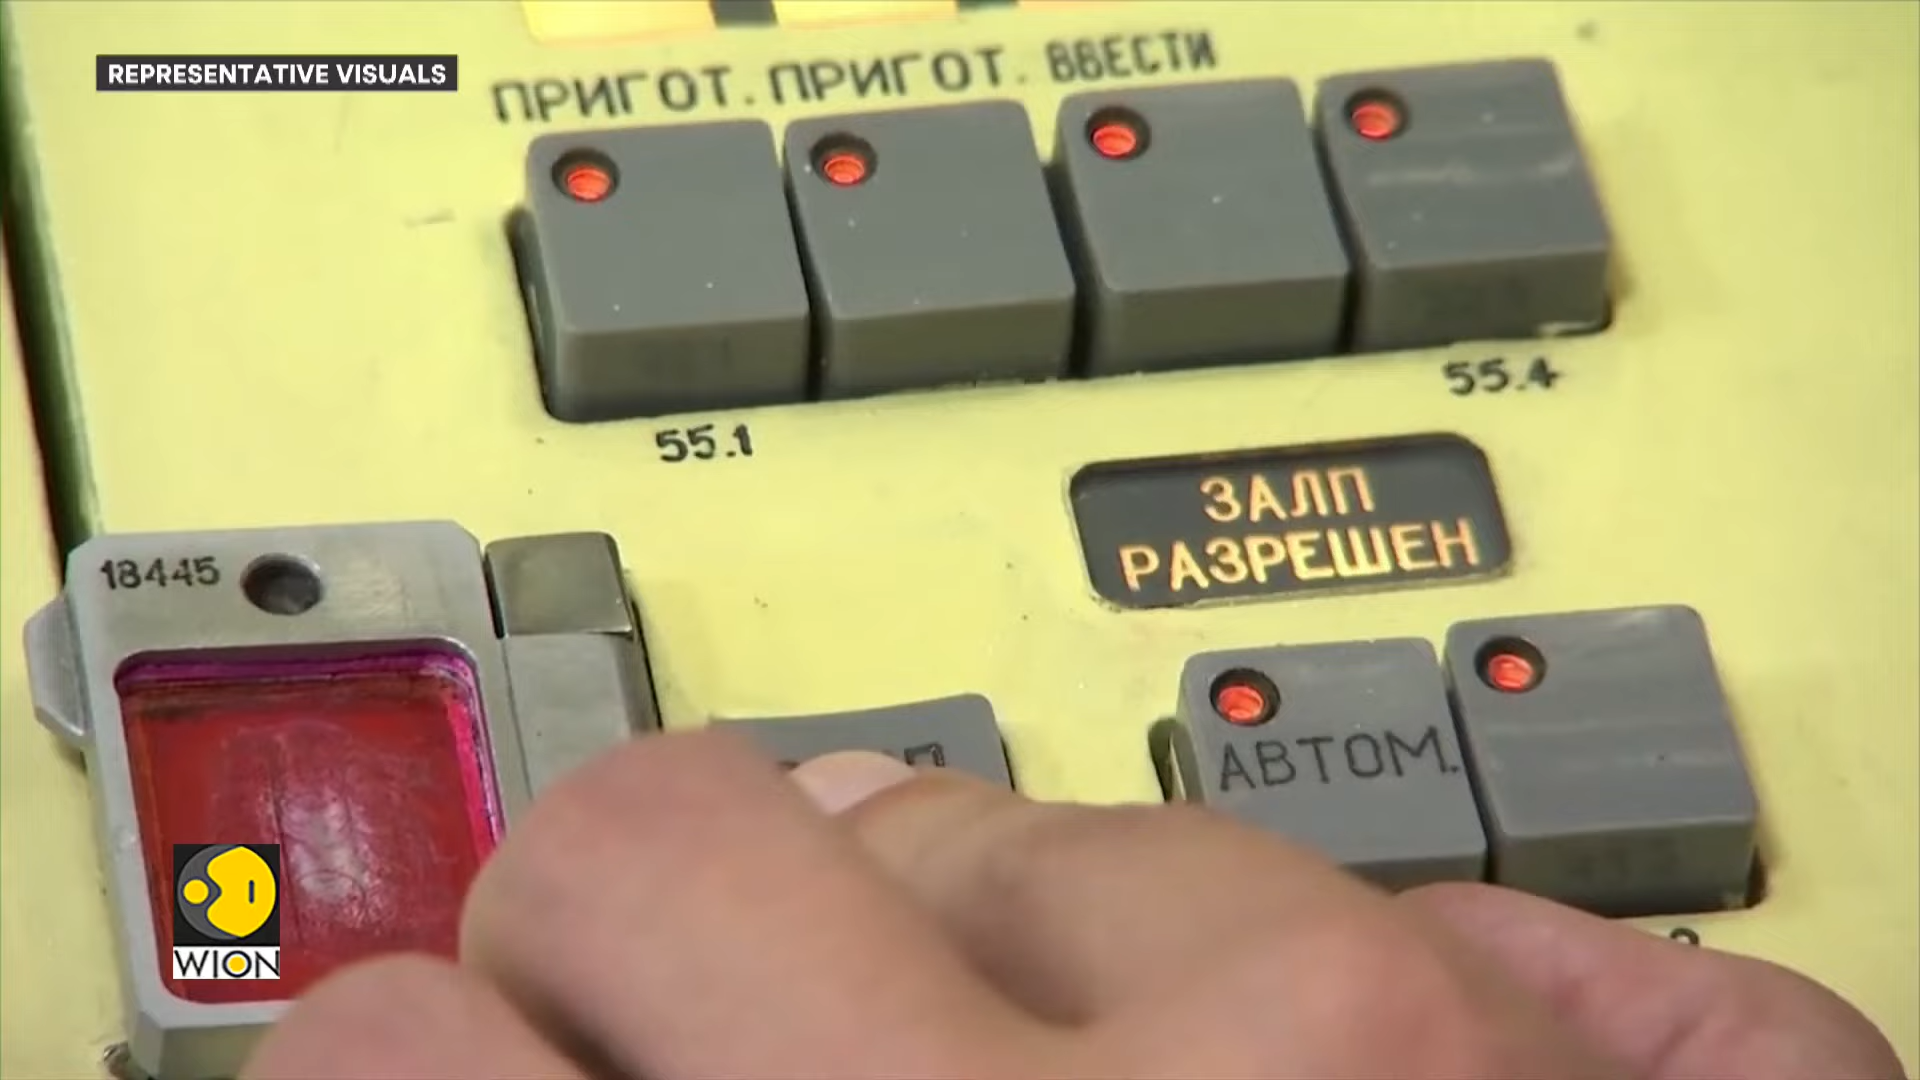 REPRESENTATIVE VISUALS
ПРИГОТ. ПРИГОТ. ВВЕСТИ
55.1
55.4
ЗАЛП
РАЗРЕШЕН
18445
АВТОМ.
WION